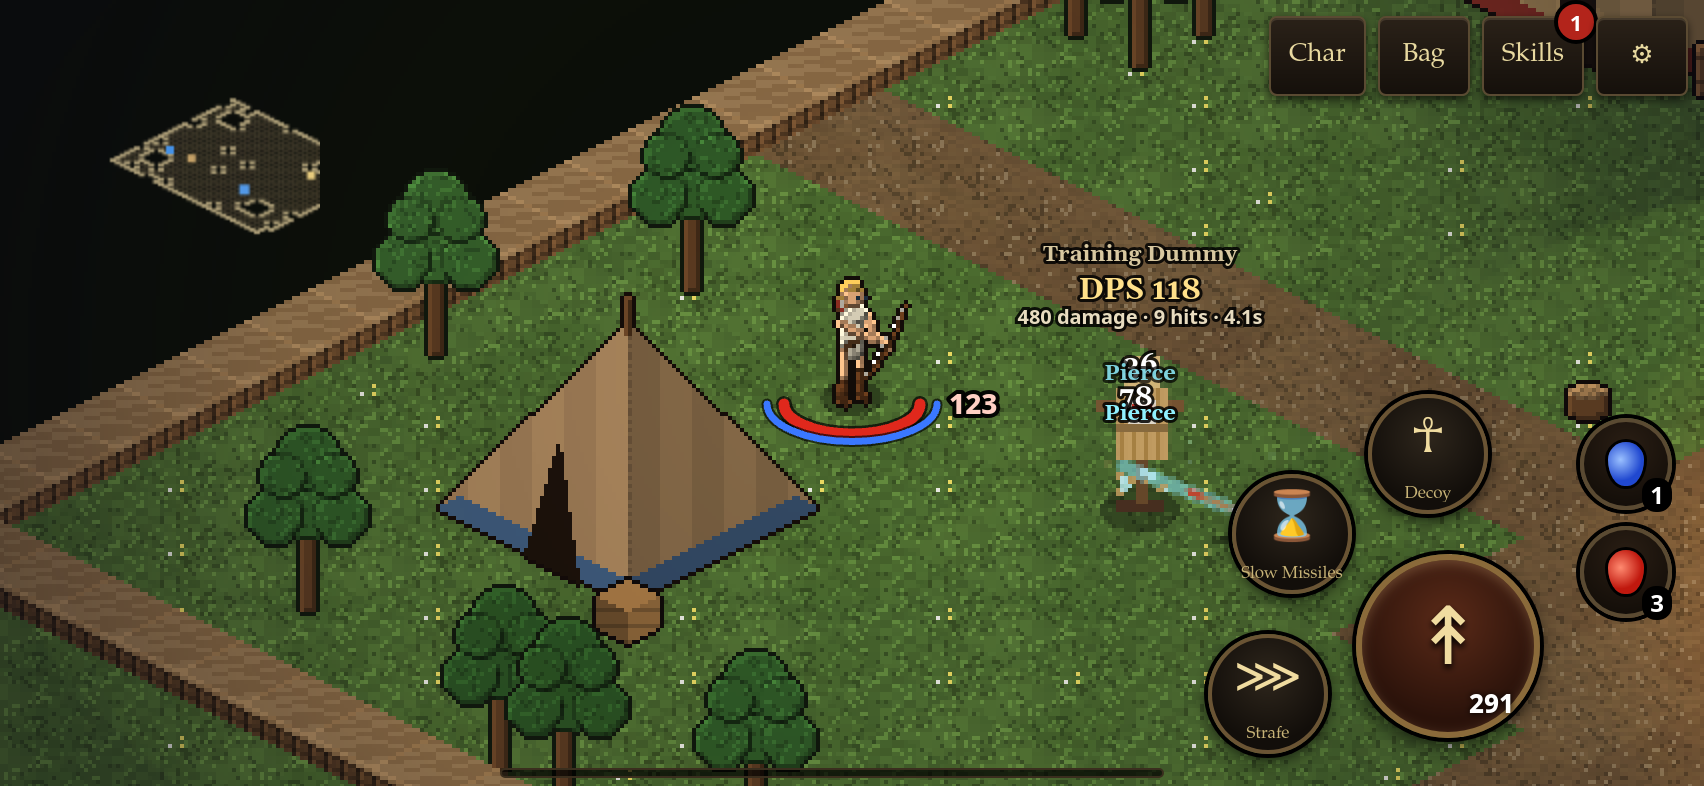 Char
Bag
Skills
1
Training Dummy
DPS 118
480 damage · 9 hits · 4.1s
26
Pierce
78
Pierce
123
Decoy
1
Slow Missiles
3
291
Strafe